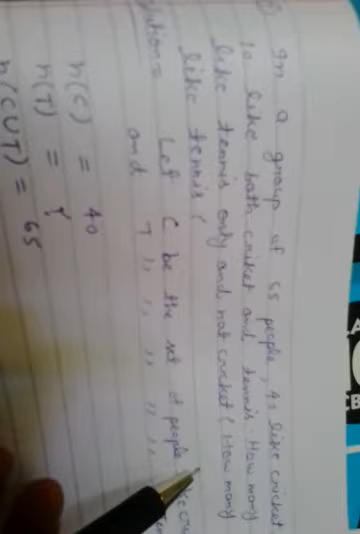 In a group of 65 people, 40 like cricket
10 like both cricket and tennis. How many
like tennis only and not cricket? How many
like tennis?
Let C be the set of people
and T ,, ,, ,, ,, ,,
n(C) = 40
n(T) = ?
n(CUT) = 65